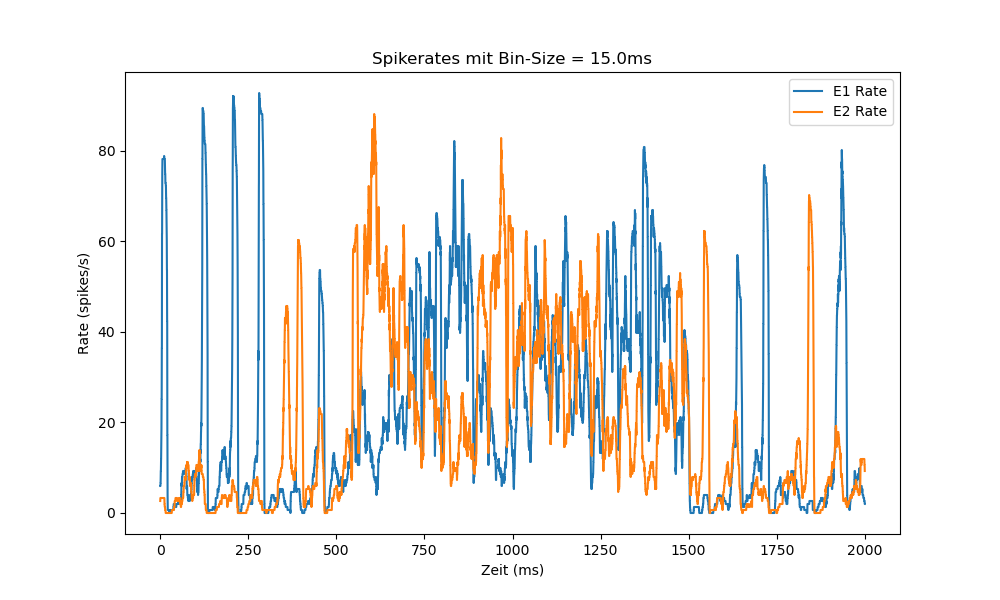 Spikerates mit Bin-Size = 15.0ms
E1 Rate
E2 Rate
Rate (spikes/s)
80
60
40
20
0
0 250 500 750 1000 1250 1500 1750 2000
Zeit (ms)